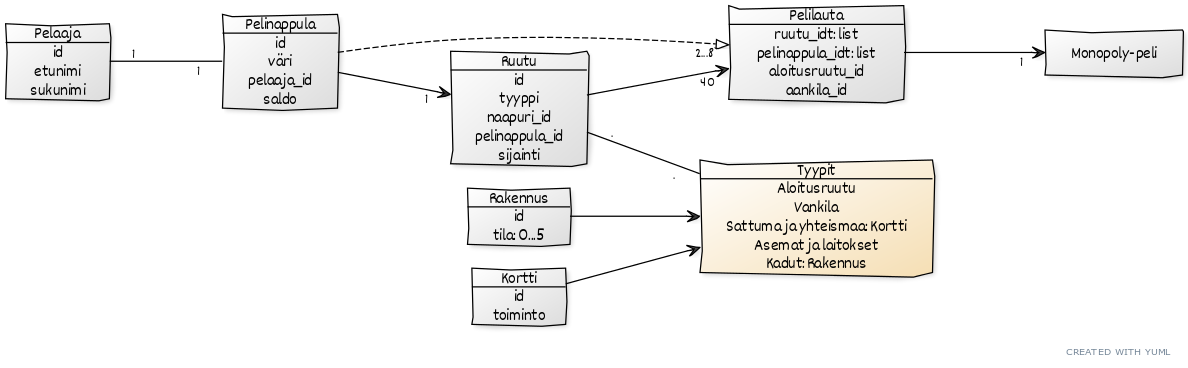 Pelaaja
id
etunimi
sukunimi
1
1
Pelinappula
id
väri
pelaaja_id
saldo
1
Ruutu
id
tyyppi
naapuri_id
pelinappula_id
sijainti
Rakennus
id
tila: 0...5
Kortti
id
toiminto
2...8
40
Pelilauta
ruutu_idt: list
pelinappula_idt: list
aloitusruutu_id
aankila_id
Tyypit
Aloitusruutu
Vankila
Sattuma ja yhteismaa: Kortti
Asemat ja laitokset
Kadut: Rakennus
1
Monopoly-peli
CREATED WITH YUML